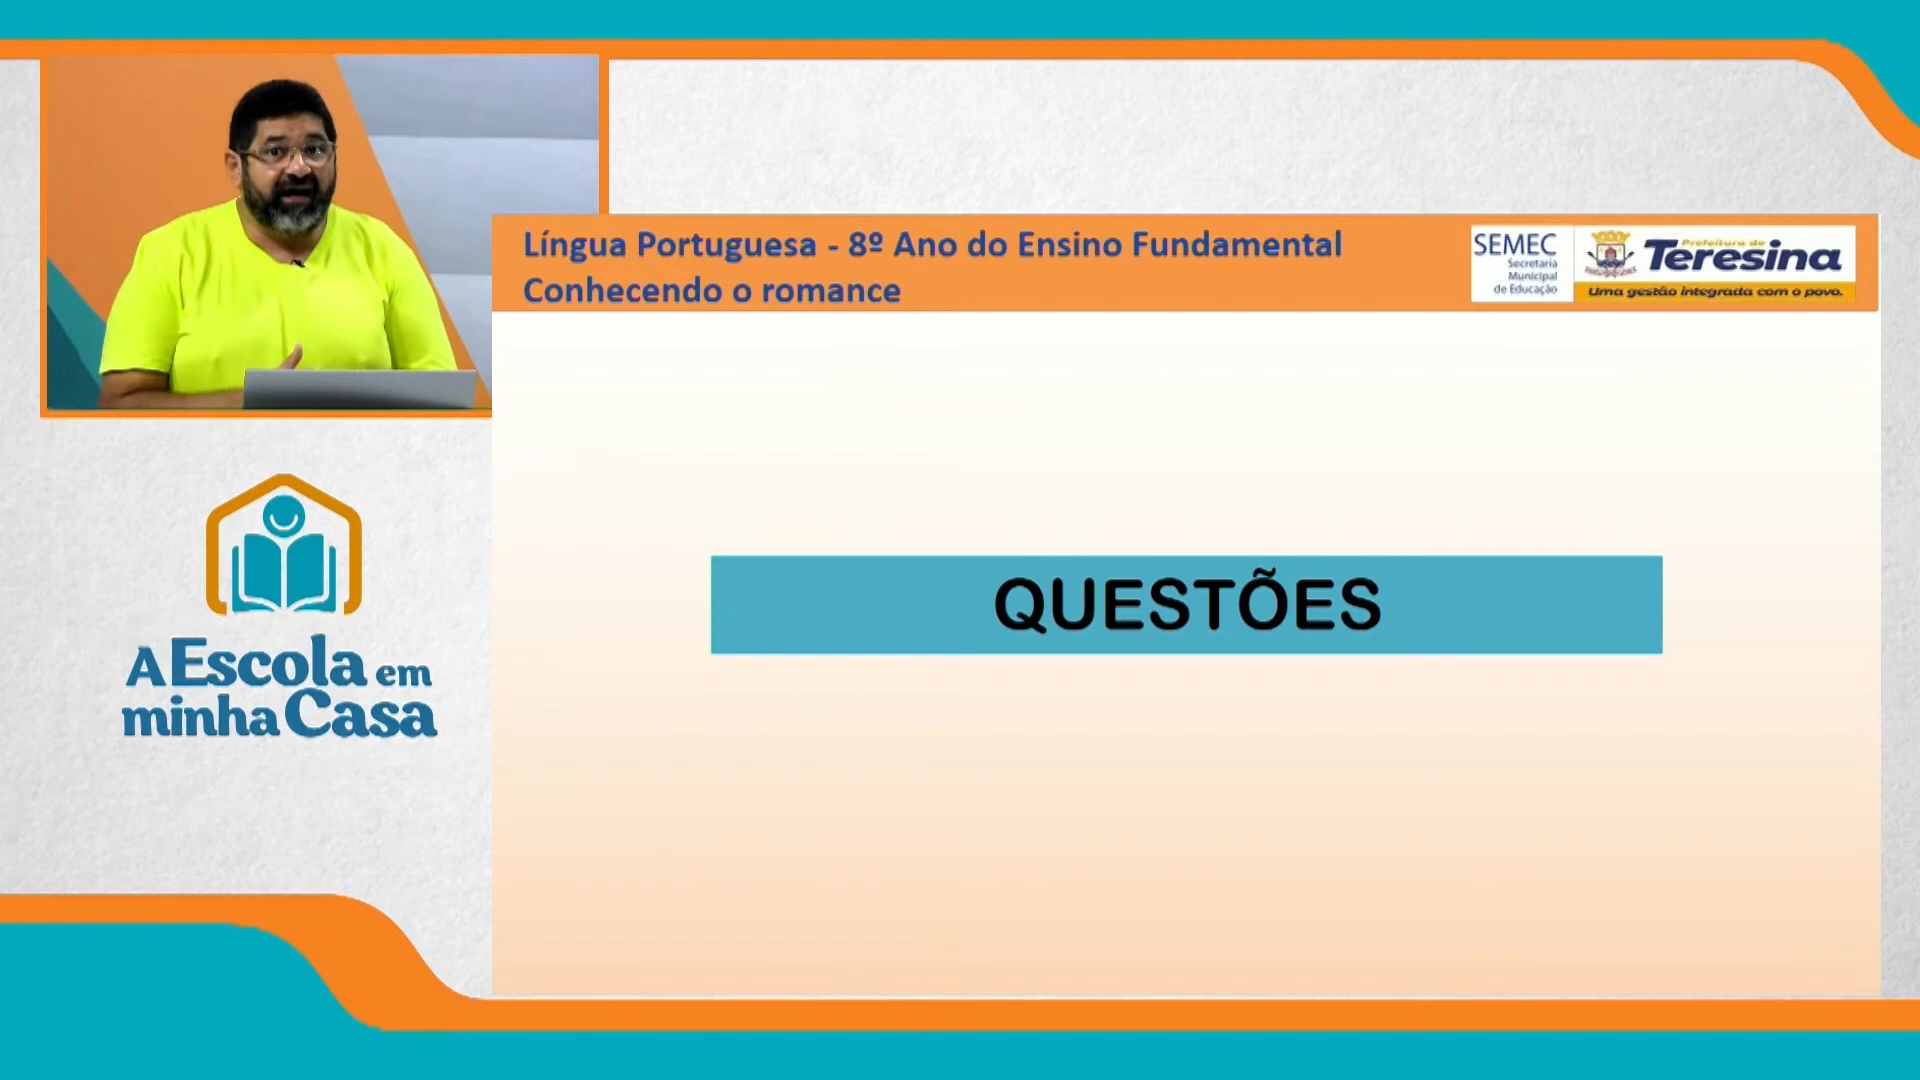 Língua Portuguesa - 8º Ano do Ensino Fundamental
Conhecendo o romance
SEMEC
Secretaria
Municipal
de Educação
Prefeitura de
Teresina
Uma gestão integrada com o povo.
QUESTÕES
A Escola em
minha Casa